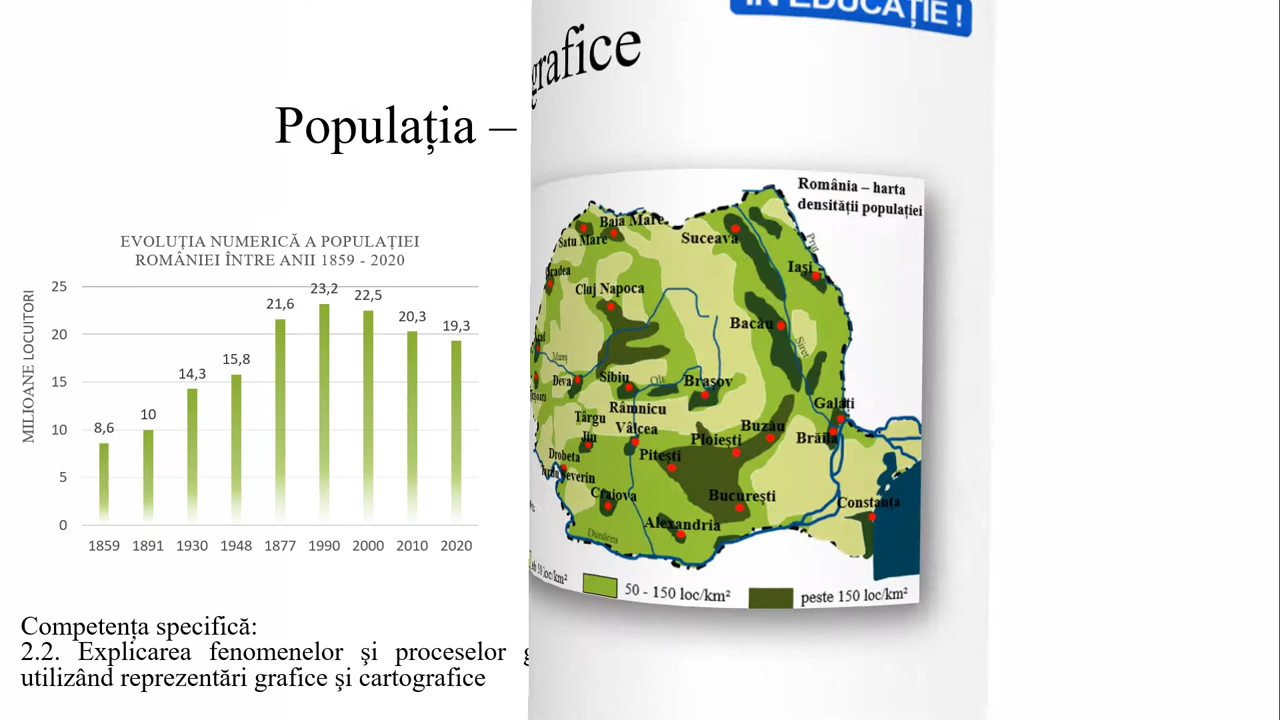 ÎN EDUCAȚIE !
grafice
Populația –
EVOLUȚIA NUMERICĂ A POPULAȚIEI
ROMÂNIEI ÎNTRE ANII 1859 - 2020
MILIOANE LOCUITORI
25
20
15
10
5
0
8,6
10
14,3
15,8
21,6
23,2
22,5
20,3
19,3
1859 1891 1930 1948 1877 1990 2000 2010 2020
România – harta
densității populației
Baia Mare
Satu Mare
Suceava
Prut
Iași
Cluj Napoca
Bacău
Siret
Mureș
Deva
Sibiu
Olt
Brașov
Râmnicu
Vâlcea
Târgu
Jiu
Galați
Brăila
Buzău
Ploiești
Pitești
Drobeta
Severin
Craiova
București
Constanța
Alexandria
Dunărea
50 - 150 loc/km²
peste 150 loc/km²
Competența specifică:
2.2. Explicarea fenomenelor şi proceselor
utilizând reprezentări grafice şi cartografice